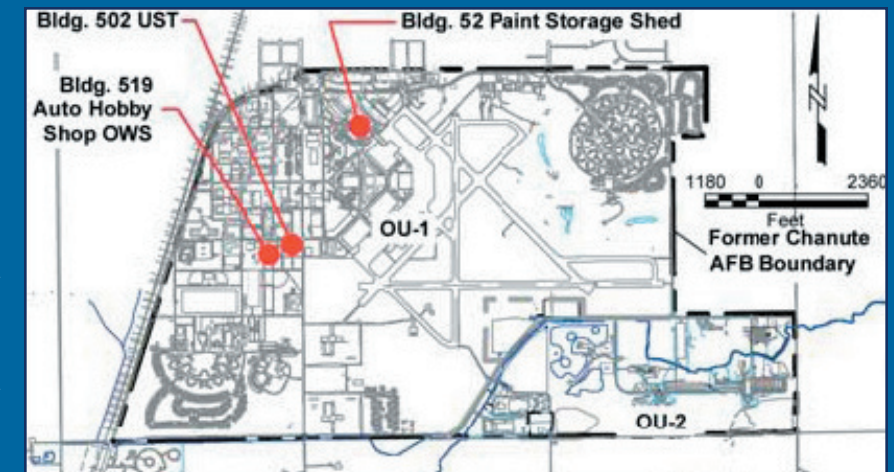 Bldg. 502 UST
Bldg. 52 Paint Storage Shed
Bldg. 519
Auto Hobby
Shop OWS
N
1180 0 2360
Feet
OU-1
Former Chanute
AFB Boundary
OU-2